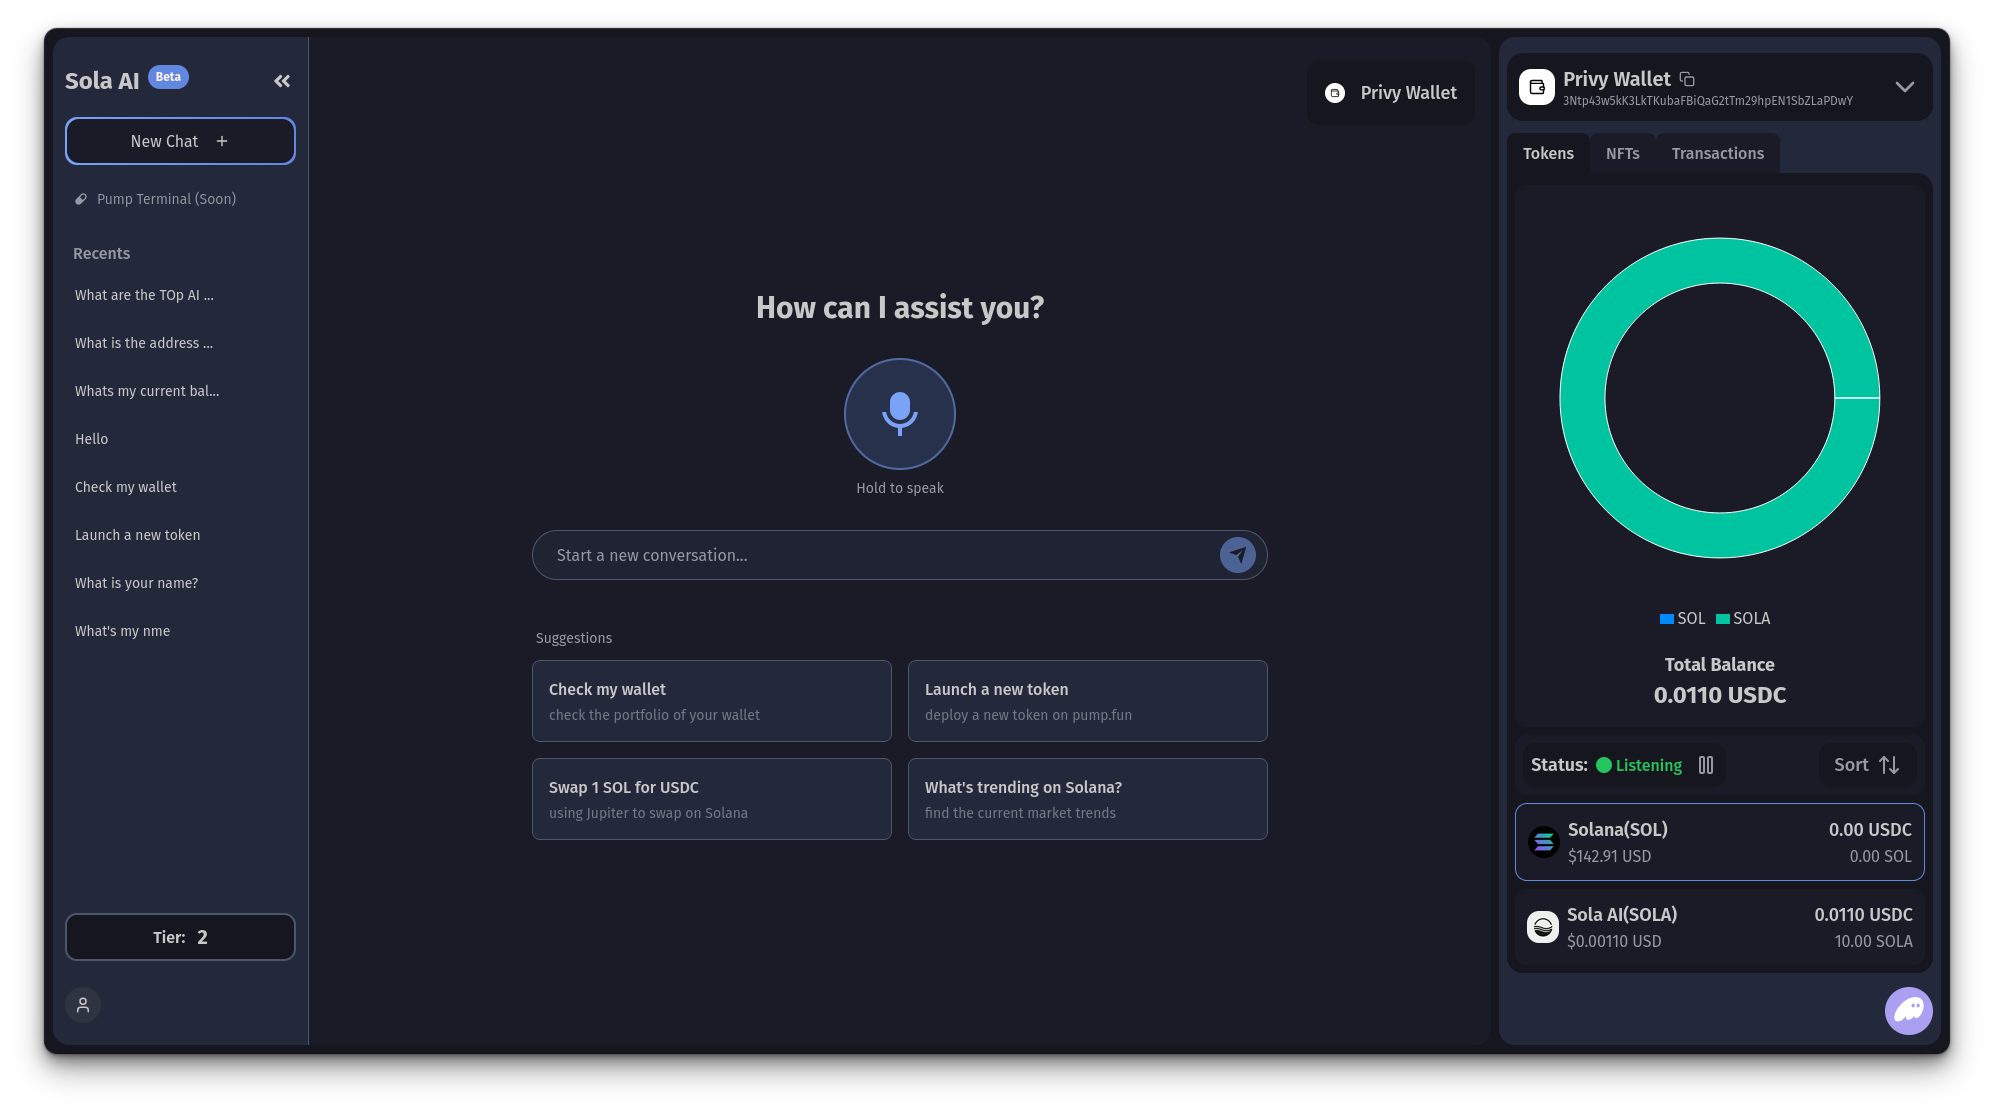 Sola AI Beta
New Chat +
Pump Terminal (Soon)
Recents
What are the TOp AI ...
What is the address ...
Whats my current bal...
Hello
Check my wallet
Launch a new token
What is your name?
What's my nme
Tier: 2
Privy Wallet
How can I assist you?
Hold to speak
Start a new conversation...
Suggestions
Check my wallet
check the portfolio of your wallet
Launch a new token
deploy a new token on pump.fun
Swap 1 SOL for USDC
using Jupiter to swap on Solana
What's trending on Solana?
find the current market trends
Privy Wallet
3Ntp43w5kK3LkTKubaFBiQaG2tTm29hpEN1SbZLaPDwY
Tokens NFTs Transactions
SOL SOLA
Total Balance
0.0110 USDC
Status: Listening Sort
Solana(SOL) 0.00 USDC
$142.91 USD 0.00 SOL
Sola AI(SOLA) 0.0110 USDC
$0.00110 USD 10.00 SOLA